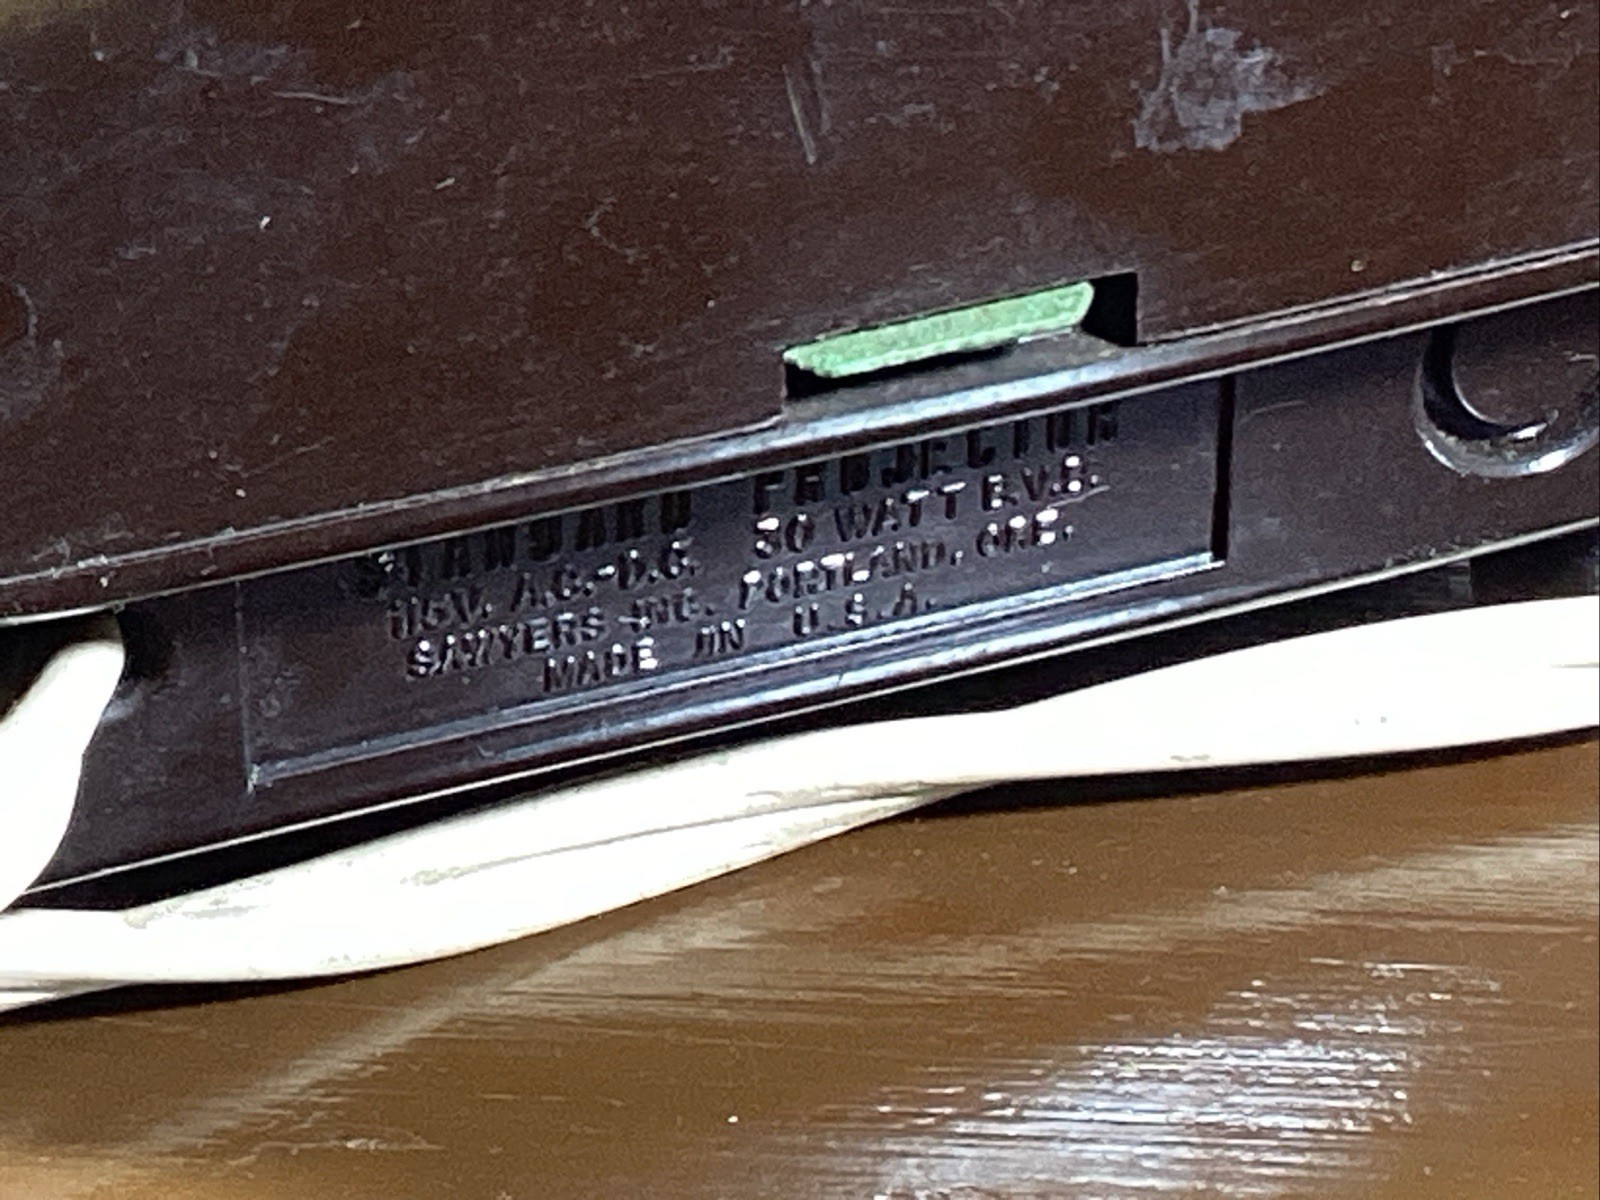 STANDARD PROJECTOR
115V. A.C.-D.C. 30 WATT
SAWYERS INC. PORTLAND, ORE.
MADE IN U.S.A.